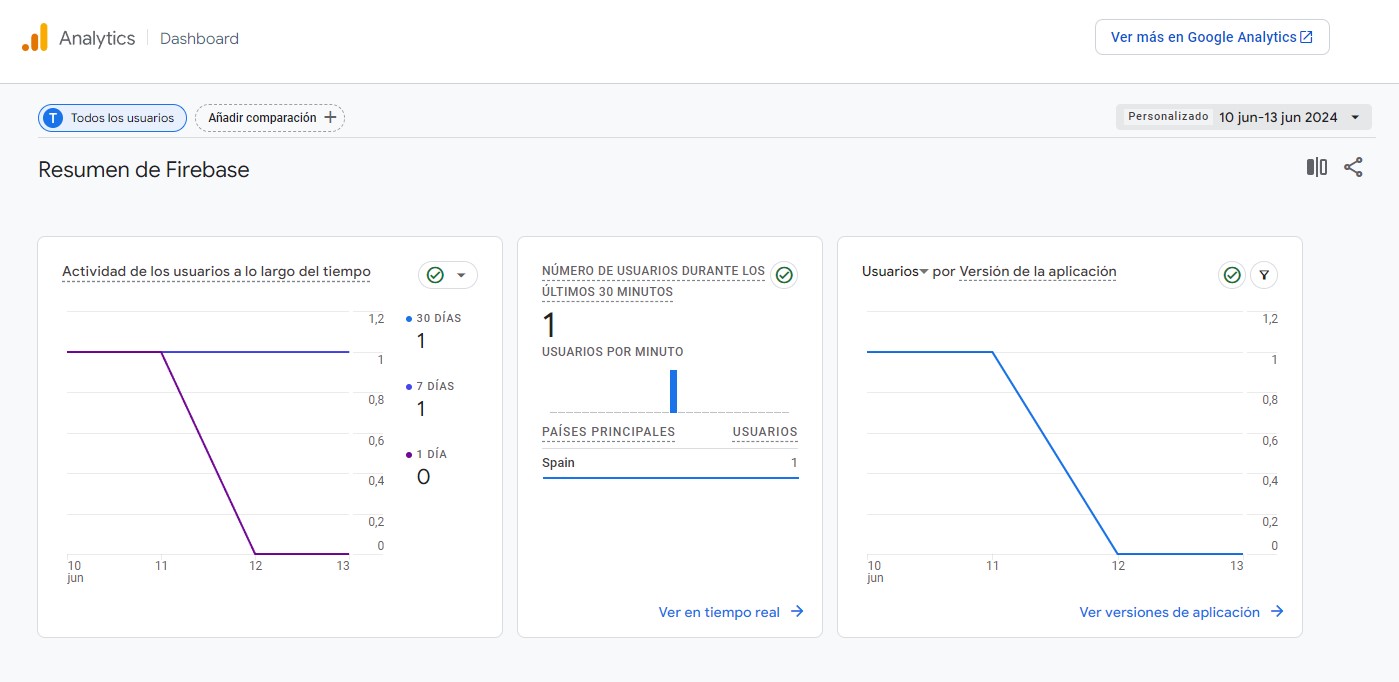 Analytics
Dashboard
Ver más en Google Analytics
T Todos los usuarios
Añadir comparación +
Personalizado 10 jun-13 jun 2024
Resumen de Firebase
Actividad de los usuarios a lo largo del tiempo
1,2
1
0,8
0,6
0,4
0,2
0
10 jun
11
12
13
30 DÍAS
1
7 DÍAS
1
1 DÍA
0
NÚMERO DE USUARIOS DURANTE LOS
ÚLTIMOS 30 MINUTOS
1
USUARIOS POR MINUTO
PAÍSES PRINCIPALES USUARIOS
Spain 1
Ver en tiempo real
Usuarios por Versión de la aplicación
1,2
1
0,8
0,6
0,4
0,2
0
10 jun
11
12
13
Ver versiones de aplicación